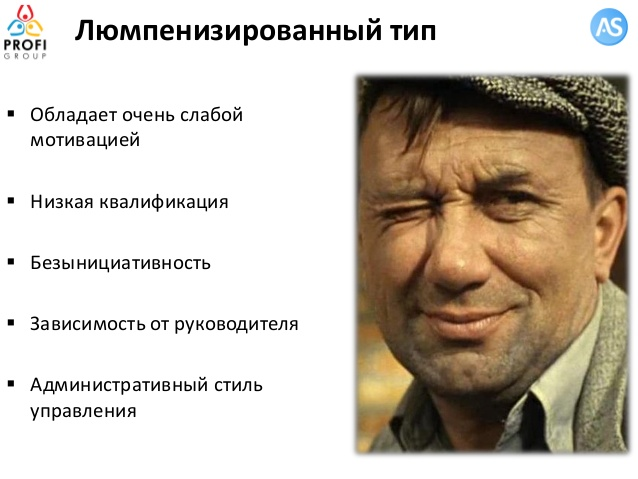 PROFI
GROUP
Люмпенизированный тип
AS
Обладает очень слабой
мотивацией
Низкая квалификация
Безынициативность
Зависимость от руководителя
Административный стиль
управления